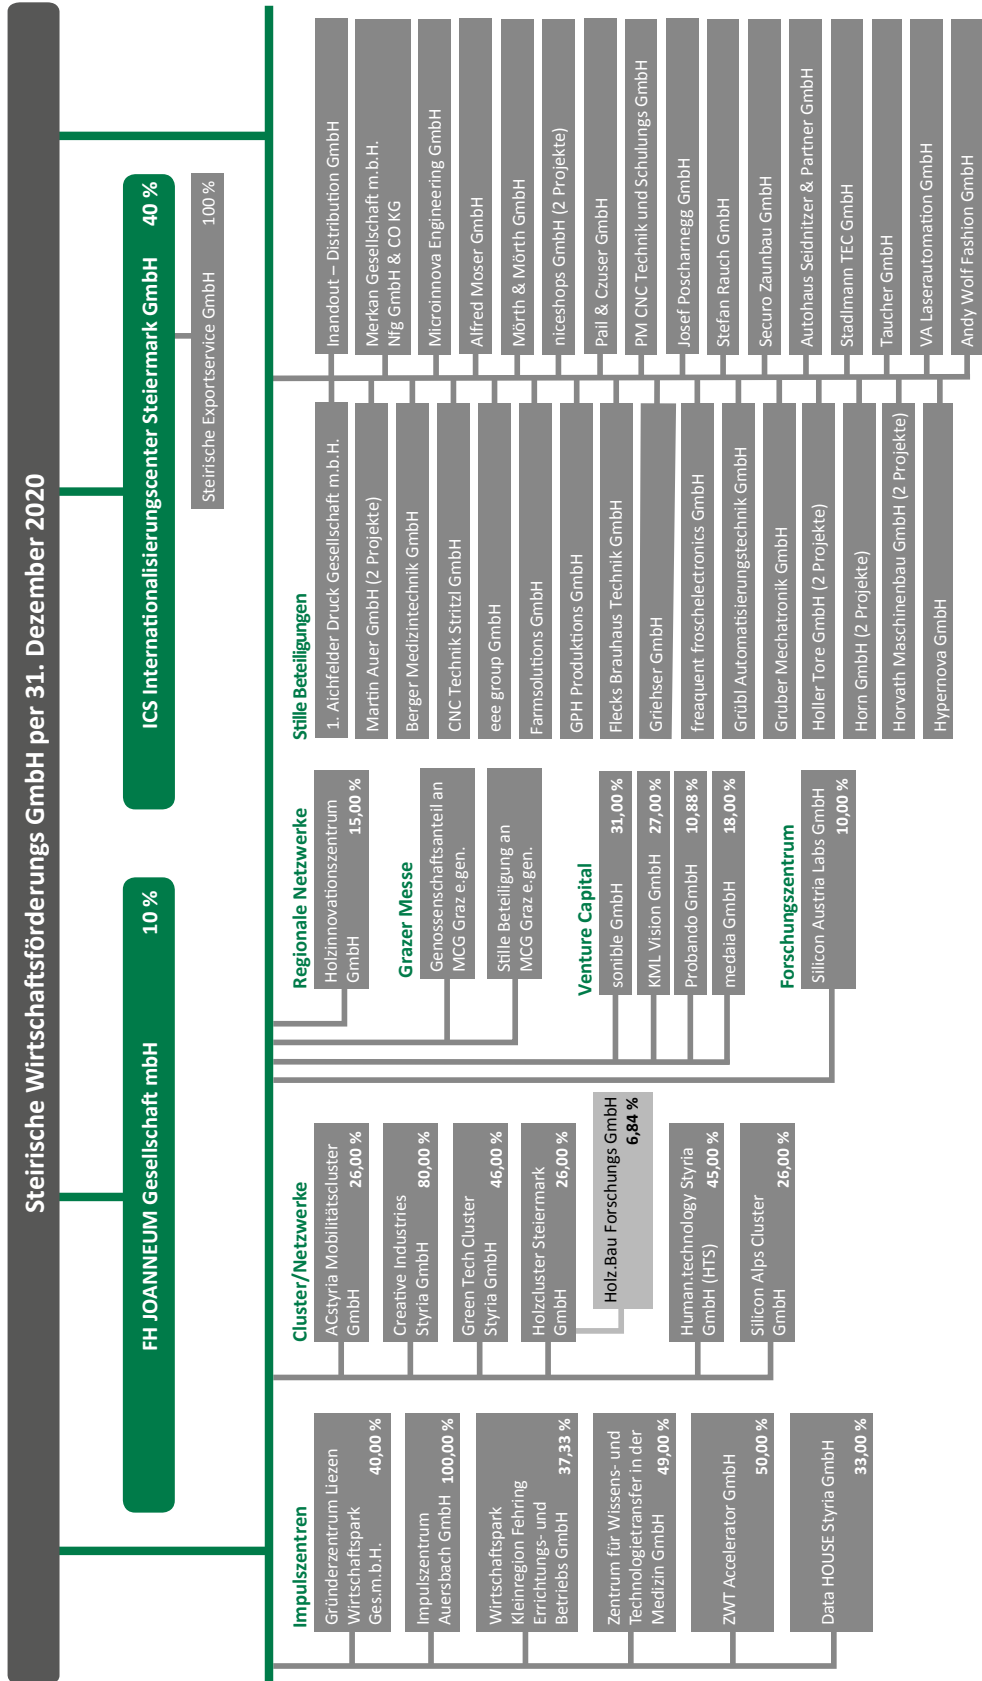 Steirische Wirtschaftsförderungs GmbH per 31. Dezember 2020
FH JOANNEUM Gesellschaft mbH 10 %
ICS Internationalisierungscenter Steiermark GmbH 40 %
Steirische Exportservice GmbH 100 %
Impulszentren
Gründerzentrum Liezen
Wirtschaftspark
Ges.m.b.H. 40,00 %
Impulszentrum
Auersbach GmbH 100,00 %
Wirtschaftspark
Kleinregion Fehring
Errichtungs- und
Betriebs GmbH 37,33 %
Zentrum für Wissens- und
Technologietransfer in der
Medizin GmbH 49,00 %
ZWT Accelerator GmbH
50,00 %
Data HOUSE Styria GmbH
33,00 %
Cluster/Netzwerke
ACstyria Mobilitätscluster
GmbH 26,00 %
Creative Industries
Styria GmbH 80,00 %
Green Tech Cluster
Styria GmbH 46,00 %
Holzcluster Steiermark
GmbH 26,00 %
Holz.Bau Forschungs GmbH
6,84 %
Human.technology Styria
GmbH (HTS) 45,00 %
Silicon Alps Cluster
GmbH 26,00 %
Regionale Netzwerke
Holzinnovationszentrum
GmbH 15,00 %
Grazer Messe
Genossenschaftsanteil an
MCG Graz e.gen.
Stille Beteiligung an
MCG Graz e.gen.
Venture Capital
sonible GmbH 31,00 %
KML Vision GmbH 27,00 %
Probando GmbH 10,88 %
medaia GmbH 18,00 %
Forschungszentrum
Silicon Austria Labs GmbH
10,00 %
Stille Beteiligungen
1. Aichfelder Druck Gesellschaft m.b.H.
Martin Auer GmbH (2 Projekte)
Berger Medizintechnik GmbH
CNC Technik Stritzl GmbH
eee group GmbH
Farmsolutions GmbH
GPH Produktions GmbH
Flecks Brauhaus Technik GmbH
Griehser GmbH
freaquent froschelectronics GmbH
Grübl Automatisierungstechnik GmbH
Gruber Mechatronik GmbH
Holler Tore GmbH (2 Projekte)
Horn GmbH (2 Projekte)
Horvath Maschinenbau GmbH (2 Projekte)
Hypernova GmbH
Inandout – Distribution GmbH
Merkan Gesellschaft m.b.H.
Nfg GmbH & CO KG
Microinnova Engineering GmbH
Alfred Moser GmbH
Mörth & Mörth GmbH
niceshops GmbH (2 Projekte)
Pail & Czuser GmbH
PM CNC Technik und Schulungs GmbH
Josef Poscharnegg GmbH
Stefan Rauch GmbH
Securo Zaunbau GmbH
Autohaus Seidnitzer & Partner GmbH
Stadlmann TEC GmbH
Taucher GmbH
VA Laserautomation GmbH
Andy Wolf Fashion GmbH